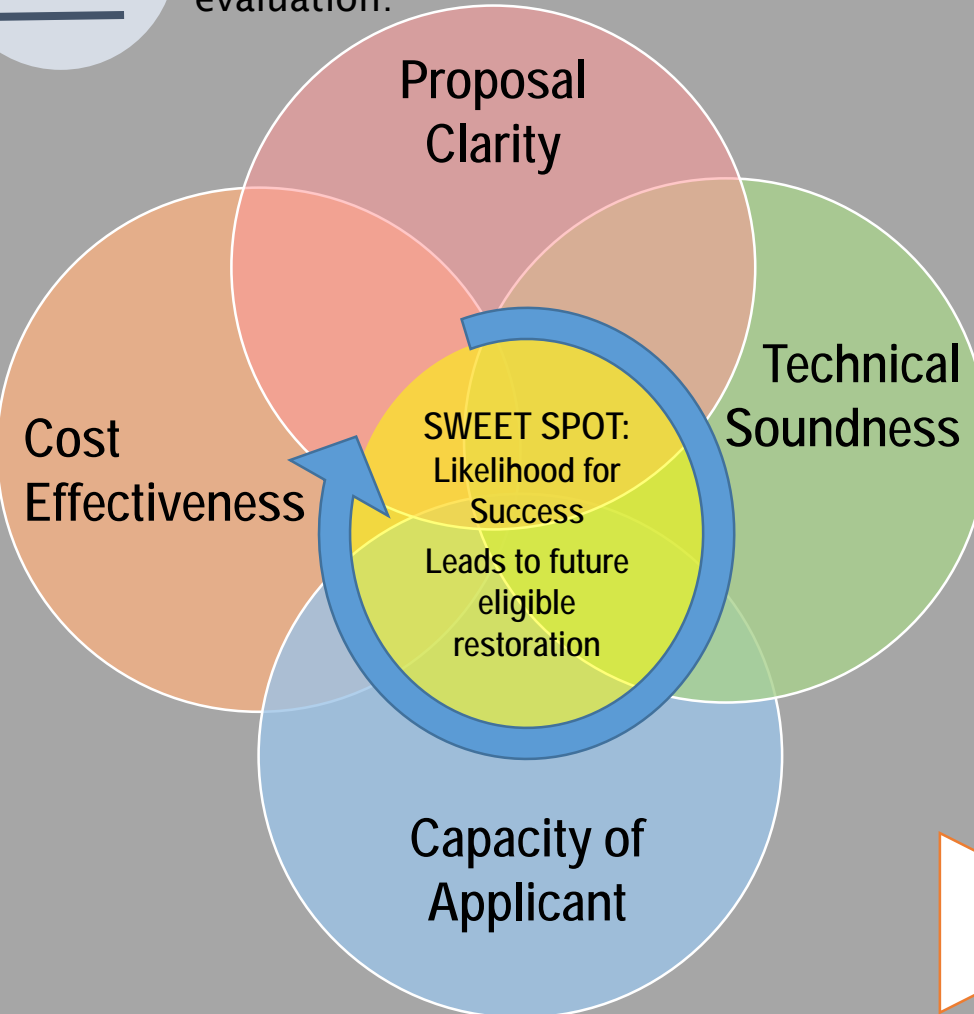 evaluation.
Proposal
Clarity
Technical
Soundness
Cost
Effectiveness
SWEET SPOT:
Likelihood for
Success
Leads to future
eligible
restoration
Capacity of
Applicant